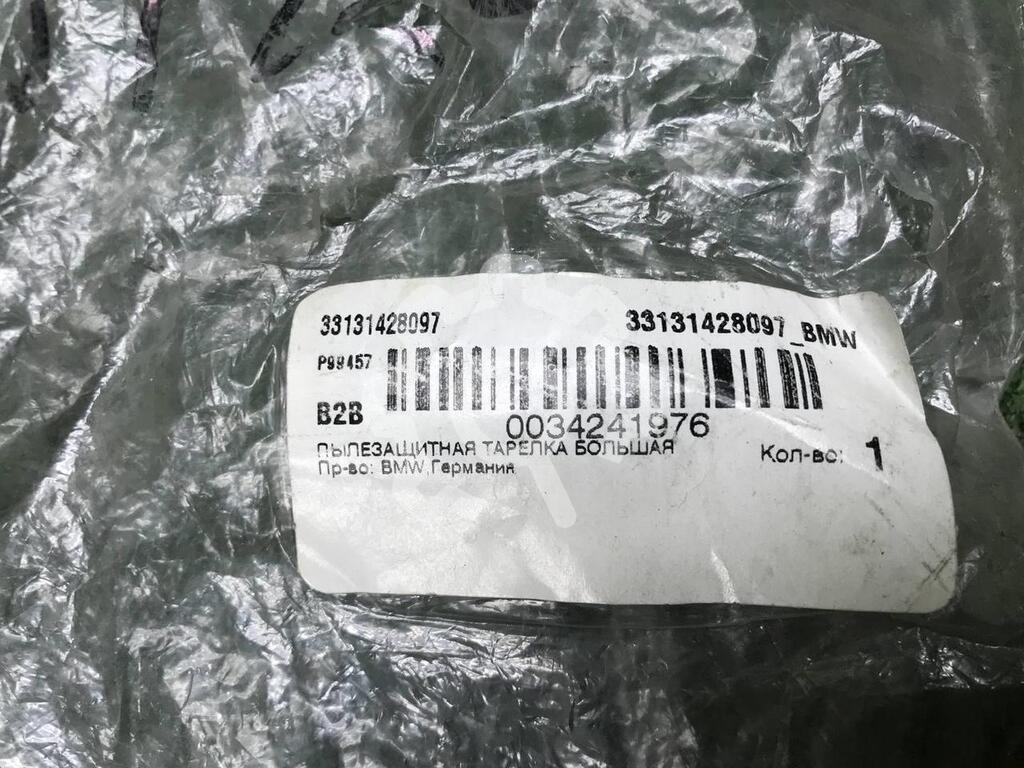 33131428097 33131428097_BMW
P99457
B2B 0034241976
ПЫЛЕЗАЩИТНАЯ ТАРЕЛКА БОЛЬШАЯ
Пр-во: BMW,Германия
Кол-во: 1